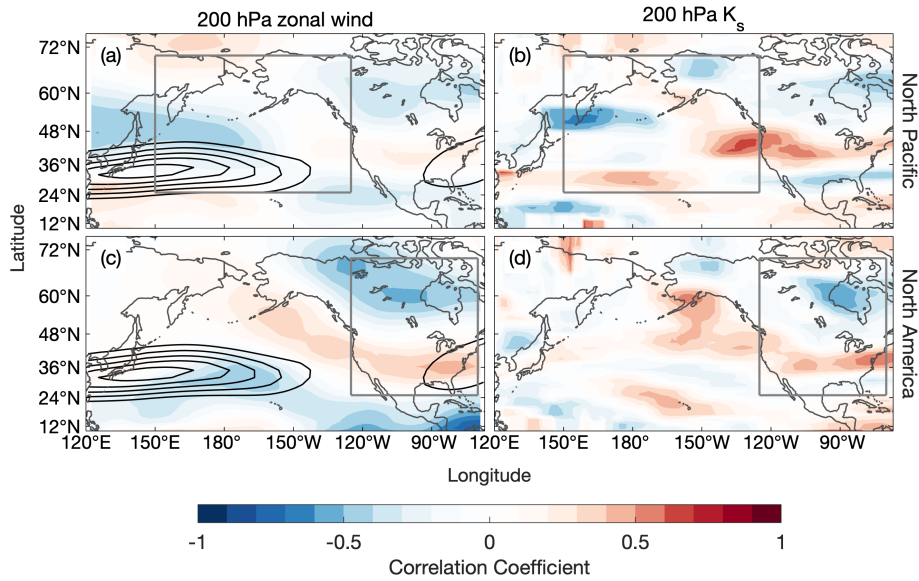 200 hPa zonal wind
200 hPa Ks
72°N
60°N
48°N
36°N
24°N
12°N
(a)
(b)
North Pacific
72°N
60°N
48°N
36°N
24°N
12°N
(c)
(d)
North America
Latitude
120°E 150°E 180° 150°W 120°W 90°W 120°E 150°E 180° 150°W 120°W 90°W
Longitude
-1 -0.5 0 0.5 1
Correlation Coefficient